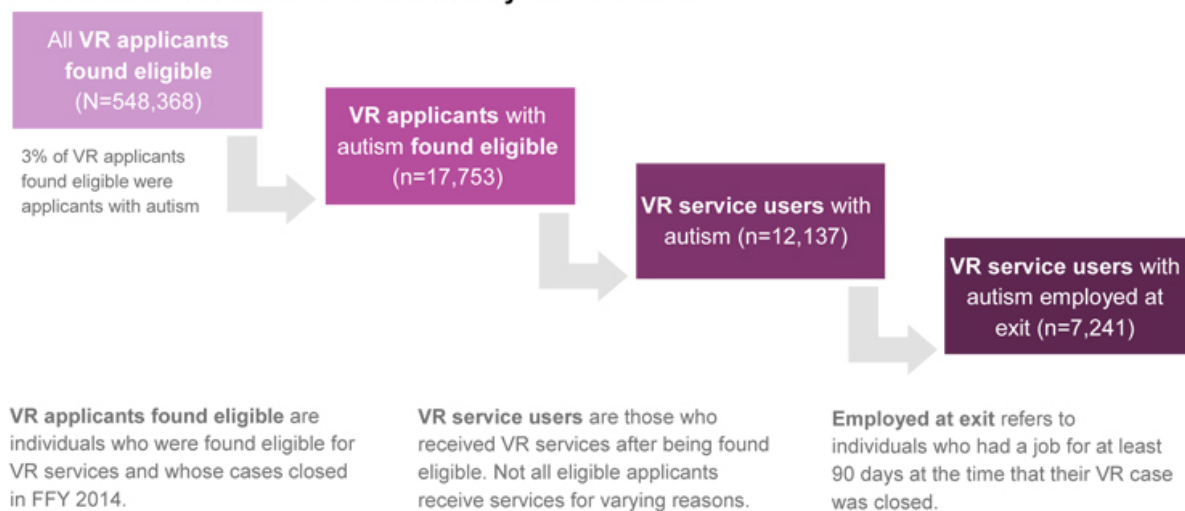 All VR applicants
found eligible
(N=548,368)
3% of VR applicants
found eligible were
applicants with autism
VR applicants with
autism found eligible
(n=17,753)
VR service users with
autism (n=12,137)
VR service users with
autism employed at
exit (n=7,241)
VR applicants found eligible are
individuals who were found eligible for
VR services and whose cases closed
in FFY 2014.
VR service users are those who
received VR services after being found
eligible. Not all eligible applicants
receive services for varying reasons.
Employed at exit refers to
individuals who had a job for at least
90 days at the time that their VR case
was closed.